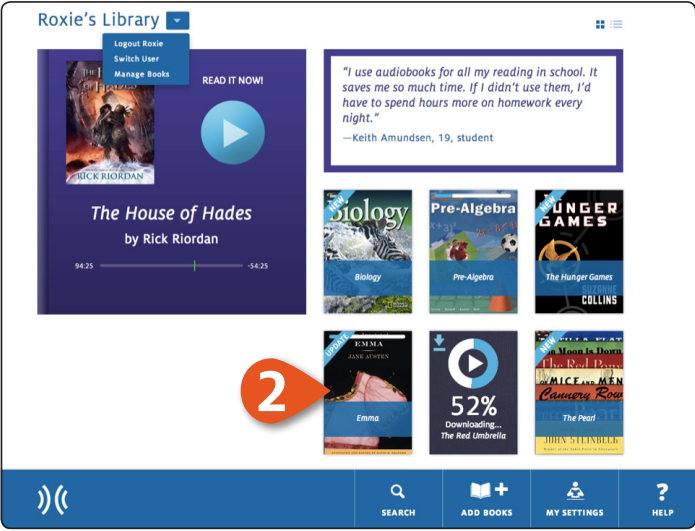 Roxie's Library
Logout Roxie
Switch User
Manage Books
READ IT NOW!
RICK RIORDAN
The House of Hades
by Rick Riordan
94:25
-54:25
"I use audiobooks for all my reading in school. It
saves me so much time. If I didn't use them, I'd
have to spend hours more on homework every
night."
—Keith Amundsen, 19, student
NEW
Biology
Biology
Pre-Algebra
Pre-Algebra
NEW
HUNGER
GAMES
The Hunger Games
SUZANNE
COLLINS
2
UPDATE
EMMA
JANE AUSTEN
Emma
52%
Downloading...
The Red Umbrella
NEW
Moon is Down
The Red Pony
OF MICE AND MEN
Cannery Row
The Pearl
JOHN STEINBECK
SEARCH
ADD BOOKS
MY SETTINGS
?
HELP